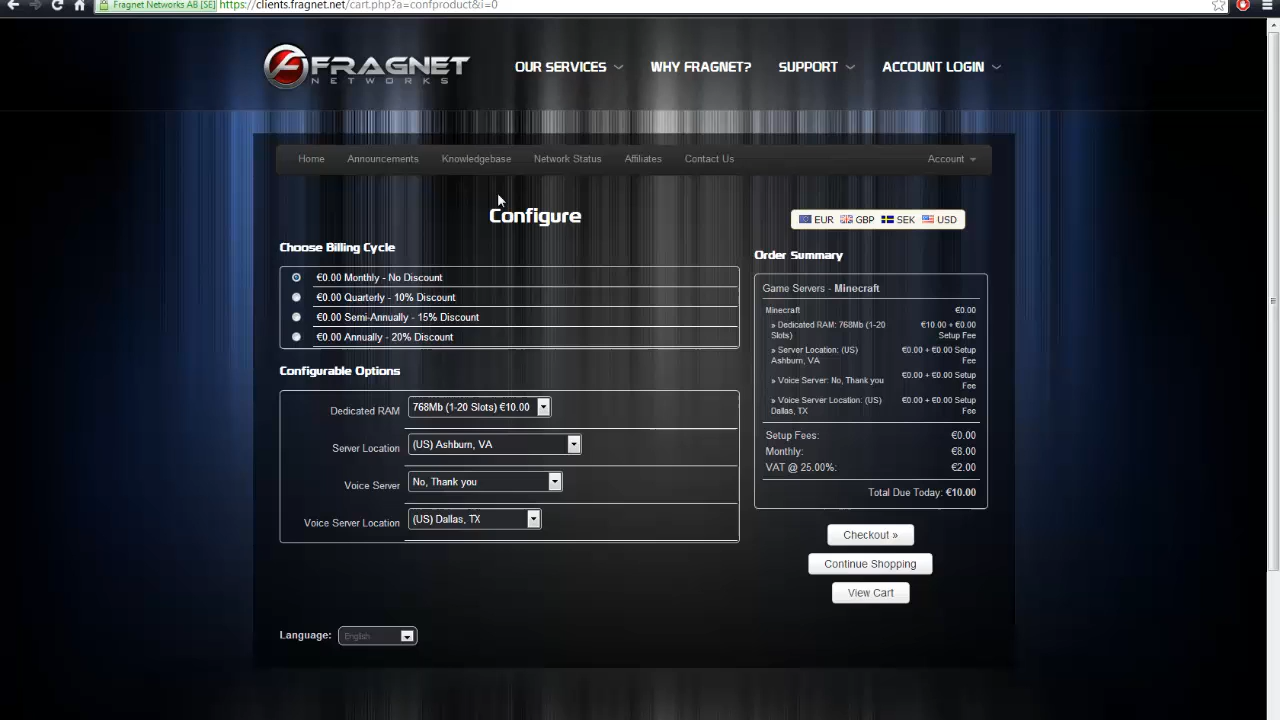 Fragnet Networks AB [SE] https://clients.fragnet.net/cart.php?a=confproduct&i=0
FRAGNET
NETWORKS
OUR SERVICES
WHY FRAGNET?
SUPPORT
ACCOUNT LOGIN
Home
Announcements
Knowledgebase
Network Status
Affiliates
Contact Us
Account
Configure
EUR GBP SEK USD
Choose Billing Cycle
€0.00 Monthly - No Discount
€0.00 Quarterly - 10% Discount
€0.00 Semi-Annually - 15% Discount
€0.00 Annually - 20% Discount
Configurable Options
Dedicated RAM 768Mb (1-20 Slots) €10.00
Server Location (US) Ashburn, VA
Voice Server No, Thank you
Voice Server Location (US) Dallas, TX
Order Summary
Game Servers - Minecraft
Minecraft €0.00
» Dedicated RAM: 768Mb (1-20 €10.00 + €0.00
Slots) Setup Fee
» Server Location: (US) €0.00 + €0.00 Setup
Ashburn, VA Fee
» Voice Server: No, Thank you €0.00 + €0.00 Setup
Fee
» Voice Server Location: (US) €0.00 + €0.00 Setup
Dallas, TX Fee
Setup Fees: €0.00
Monthly: €8.00
VAT @ 25.00%: €2.00
Total Due Today: €10.00
Checkout »
Continue Shopping
View Cart
Language: English